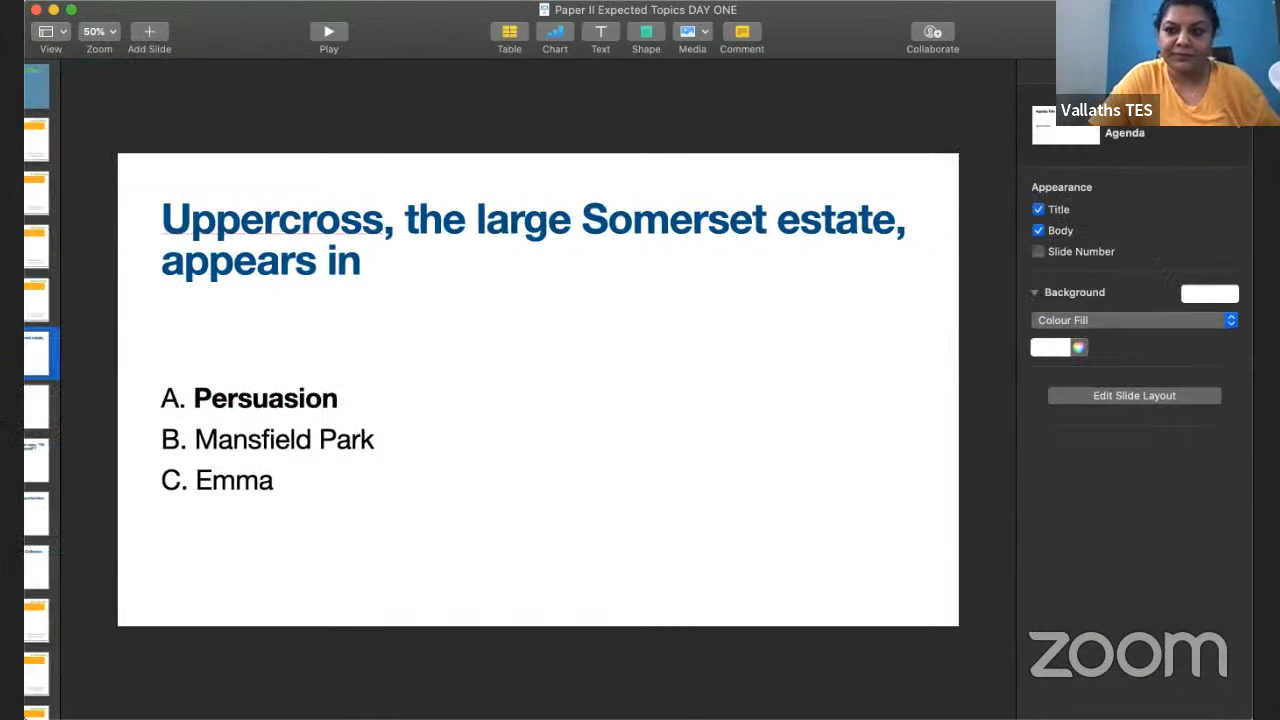 Paper II Expected Topics DAY ONE
50%
View
Zoom
Add Slide
Play
Table
Chart
Text
Shape
Media
Comment
Collaborate
Vallaths TES
Agenda
Uppercross, the large Somerset estate,
appears in
A. Persuasion
B. Mansfield Park
C. Emma
Appearance
Title
Body
Slide Number
Background
Colour Fill
Edit Slide Layout
zoom